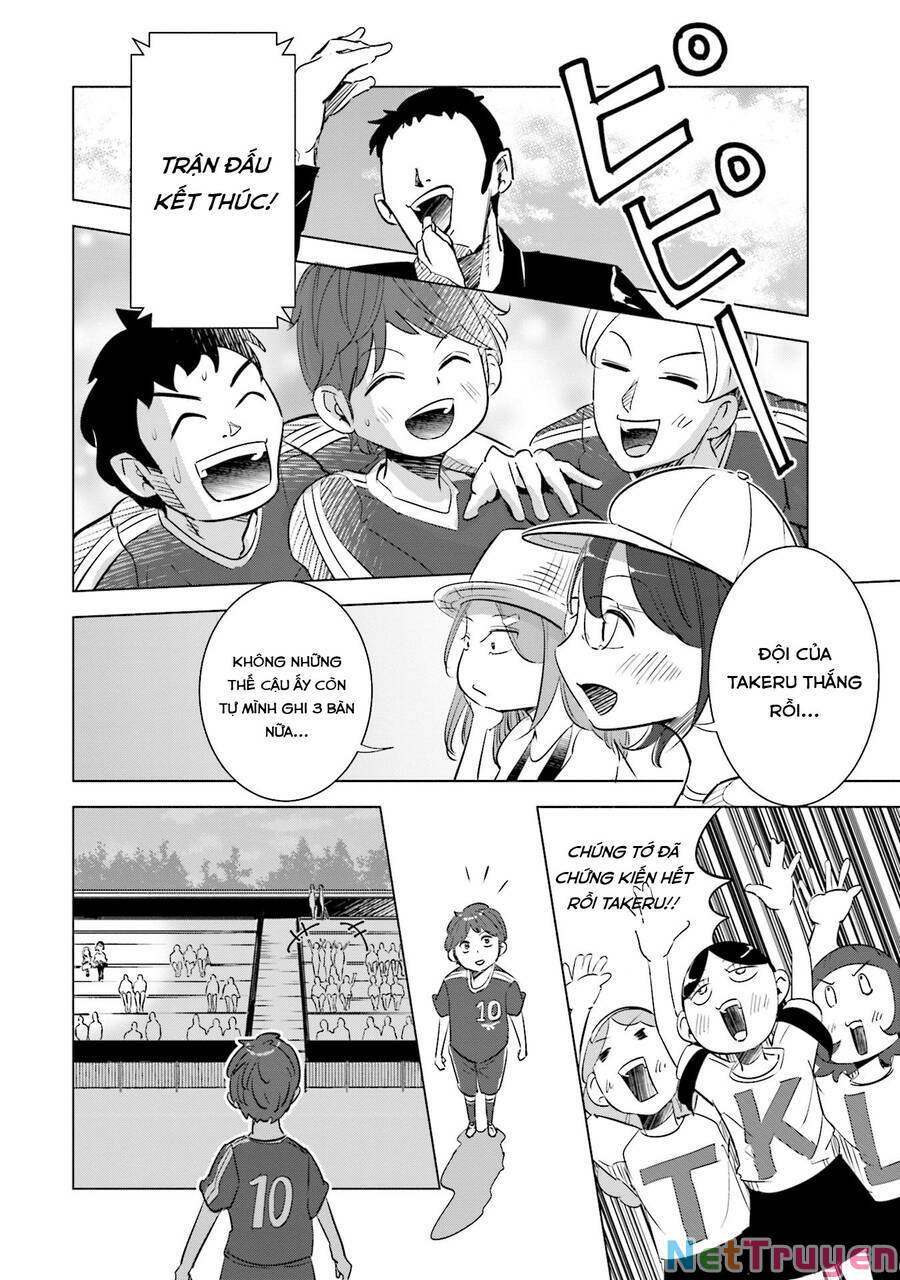 ピピーッ
TRẬN ĐẤU
KẾT THÚC!
ĐỘI CỦA
TAKERU THẮNG
RỒI...
KHÔNG NHỮNG
THẾ CẬU ẤY CÒN
TỰ MÌNH GHI 3 BÀN
NỮA...
CHÚNG TỚ ĐÃ
CHỨNG KIẾN HẾT
RỒI TAKERU!!
10
10
T
K
L
NetTruyen